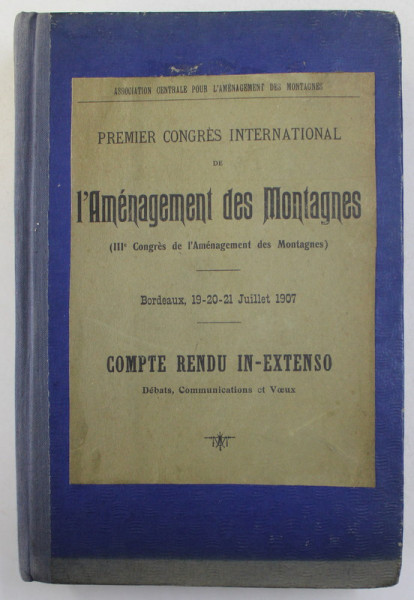 ASSOCIATION CENTRALE POUR L'AMÉNAGEMENT DES MONTAGNES
PREMIER CONGRÈS INTERNATIONAL
DE
l'Aménagement des Montagnes
(IIIe Congrès de l'Aménagement des Montagnes)
Bordeaux, 19-20-21 Juillet 1907
COMPTE RENDU IN-EXTENSO
Débats, Communications et Vœux